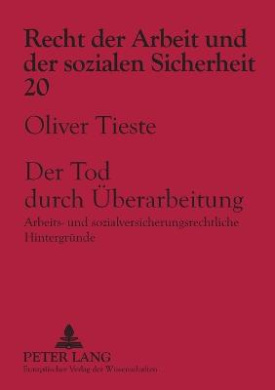 Recht der Arbeit und
der sozialen Sicherheit
20
Oliver Tieste
Der Tod
durch Überarbeitung
Arbeits- und sozialversicherungsrechtliche
Hintergründe
PETER LANG
Europäischer Verlag der Wissenschaften